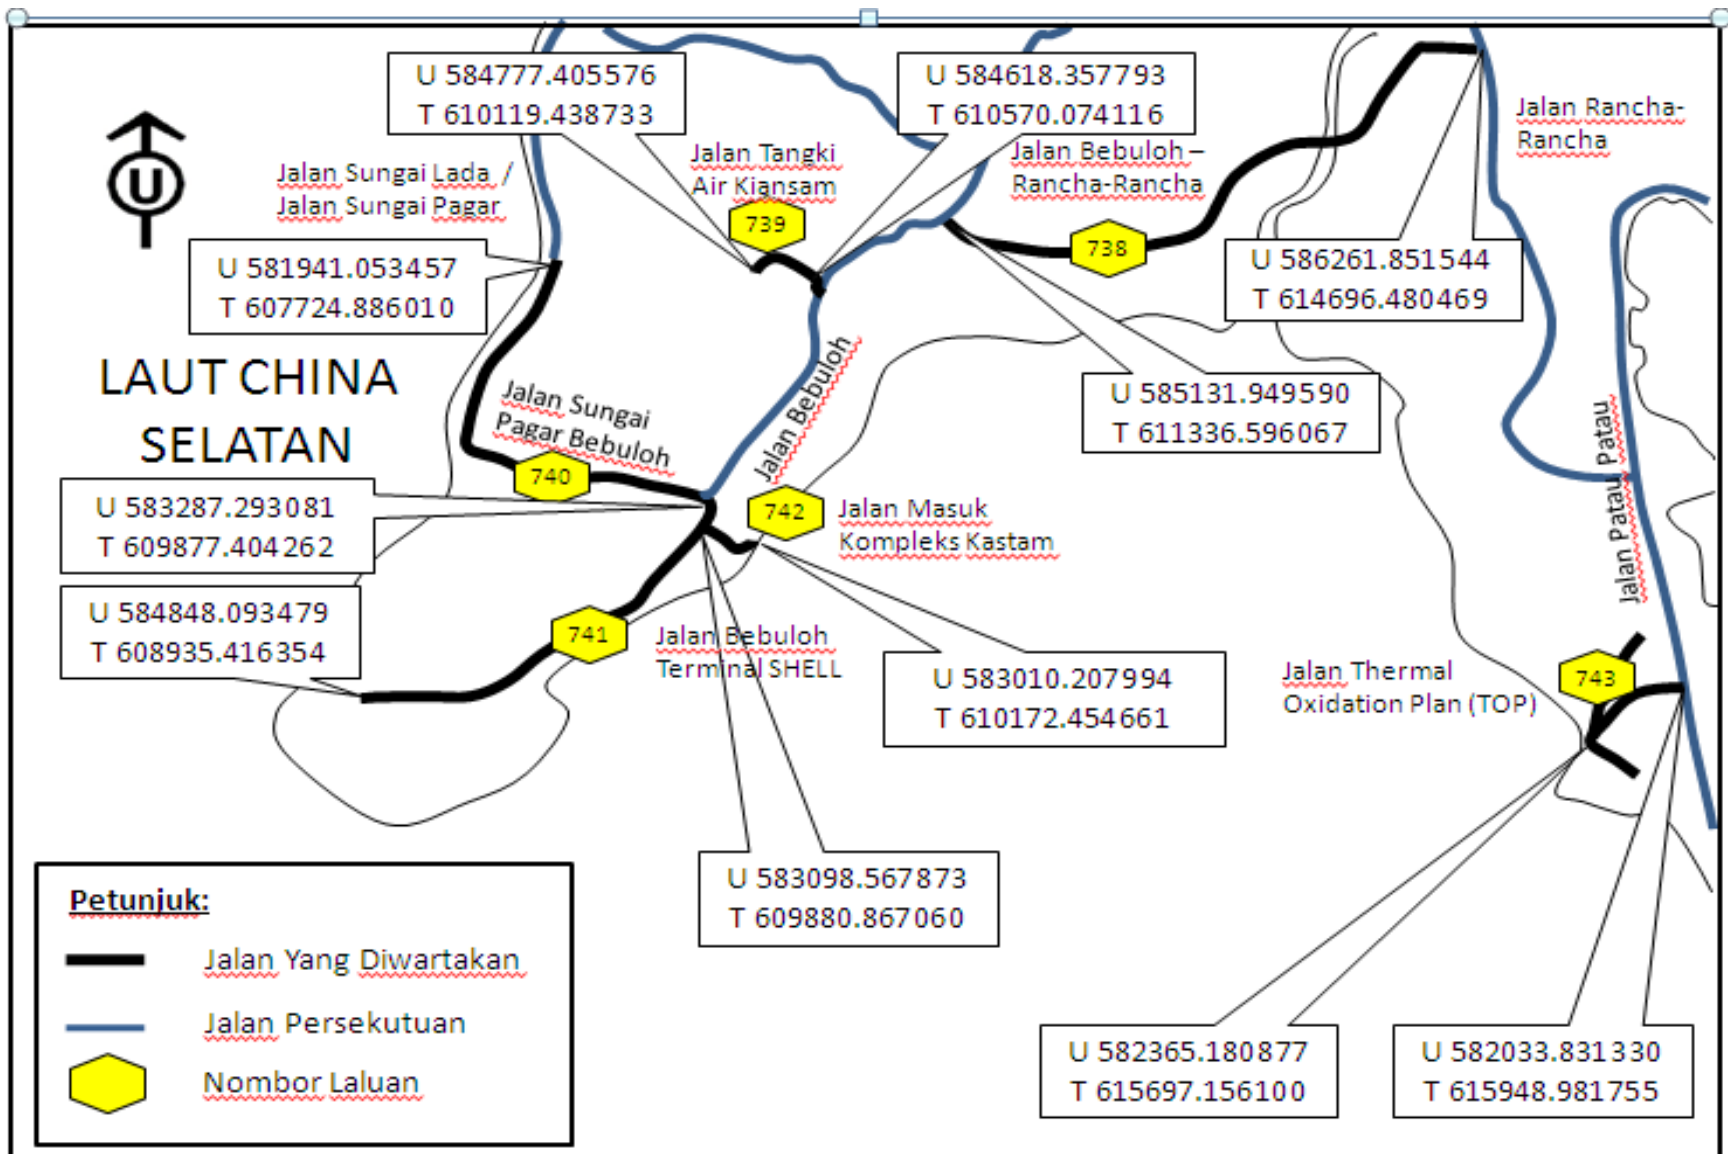 U 584777.405576
T 610119.438733
U 584618.357793
T 610570.074116
Jalan Rancha-
Rancha
Jalan Tangki
Air Kiansam
Jalan Bebuloh –
Rancha-Rancha
Jalan Sungai Lada /
Jalan Sungai Pagar
U
739
738
U 581941.053457
T 607724.886010
U 586261.851544
T 614696.480469
LAUT CHINA
SELATAN
Jalan Sungai
Pagar Bebuloh
Jalan Bebuloh
U 585131.949590
T 611336.596067
Jalan Patau Patau
740
742
Jalan Masuk
Kompleks Kastam
U 583287.293081
T 609877.404262
U 584848.093479
T 608935.416354
741
Jalan Bebuloh
Terminal SHELL
U 583010.207994
T 610172.454661
Jalan Thermal
Oxidation Plan (TOP)
743
U 583098.567873
T 609880.867060
Petunjuk:
Jalan Yang Diwartakan
Jalan Persekutuan
Nombor Laluan
U 582365.180877
T 615697.156100
U 582033.831330
T 615948.981755